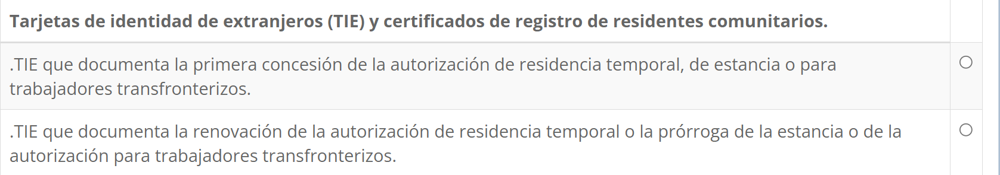 Tarjetas de identidad de extranjeros (TIE) y certificados de registro de residentes comunitarios.
.TIE que documenta la primera concesión de la autorización de residencia temporal, de estancia o para
trabajadores transfronterizos.
.TIE que documenta la renovación de la autorización de residencia temporal o la prórroga de la estancia o de la
autorización para trabajadores transfronterizos.